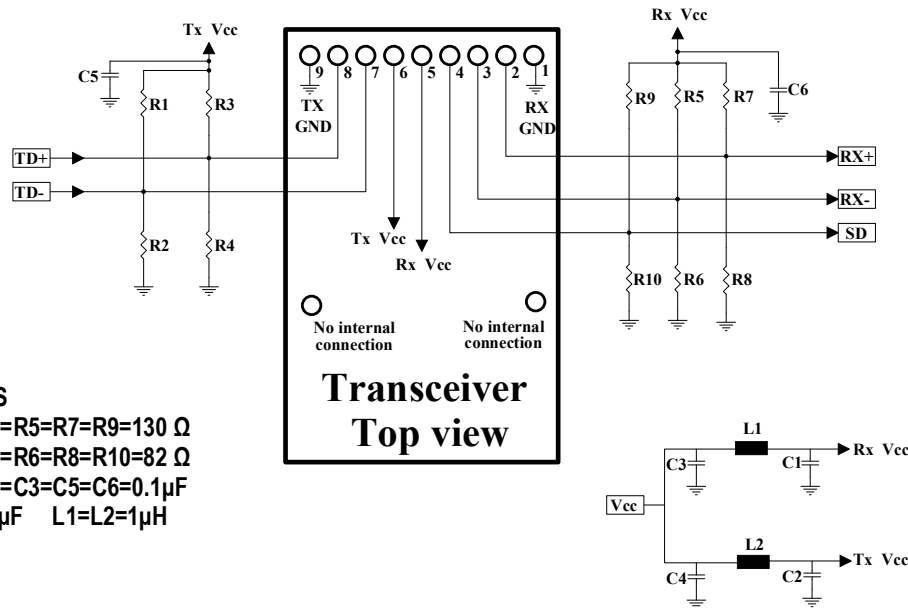 Tx Vcc
C5
R1
R3
TD+
TD-
R2
R4
9
8
7
6
5
4
3
2
1
TX
GND
RX
GND
Tx Vcc
Rx Vcc
No internal
connection
No internal
connection
Transceiver
Top view
Rx Vcc
C6
R9
R5
R7
RX+
RX-
SD
R10
R6
R8
S
=R5=R7=R9=130 Ω
=R6=R8=R10=82 Ω
=C3=C5=C6=0.1µF
µF L1=L2=1µH
Vcc
C3
L1
C1
Rx Vcc
C4
L2
C2
Tx Vcc